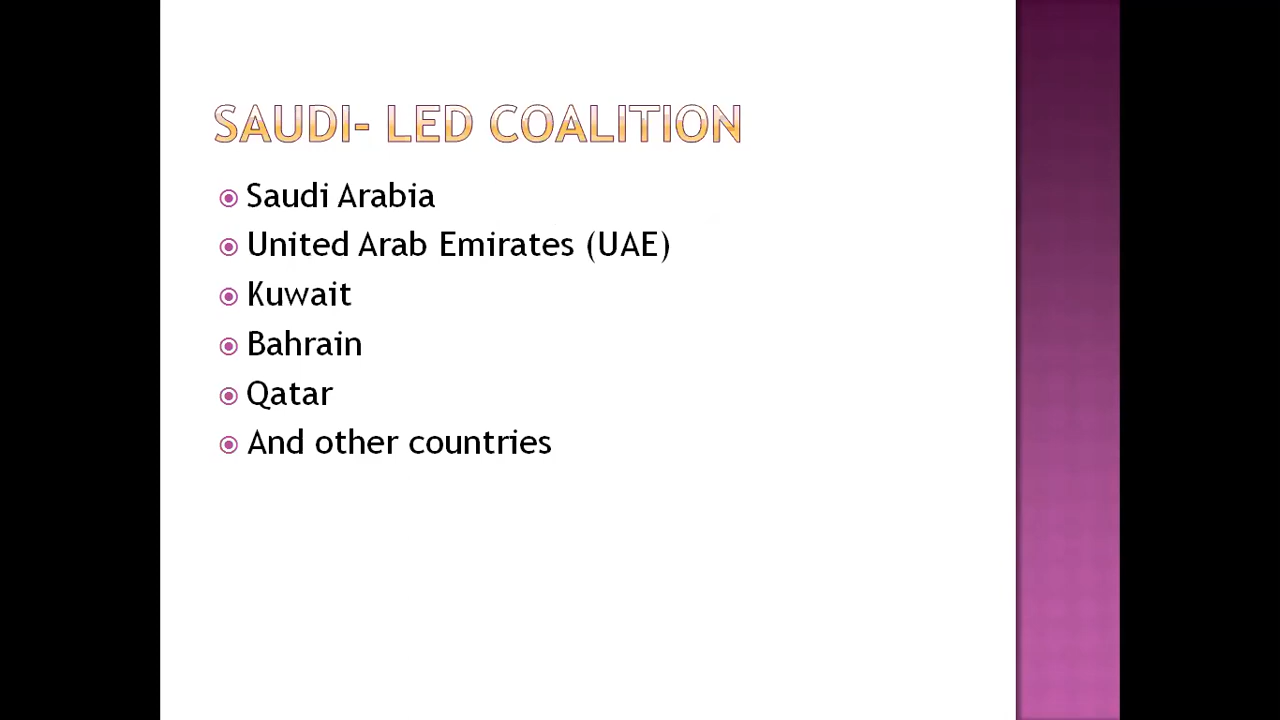 SAUDI- LED COALITION
Saudi Arabia
United Arab Emirates (UAE)
Kuwait
Bahrain
Qatar
And other countries